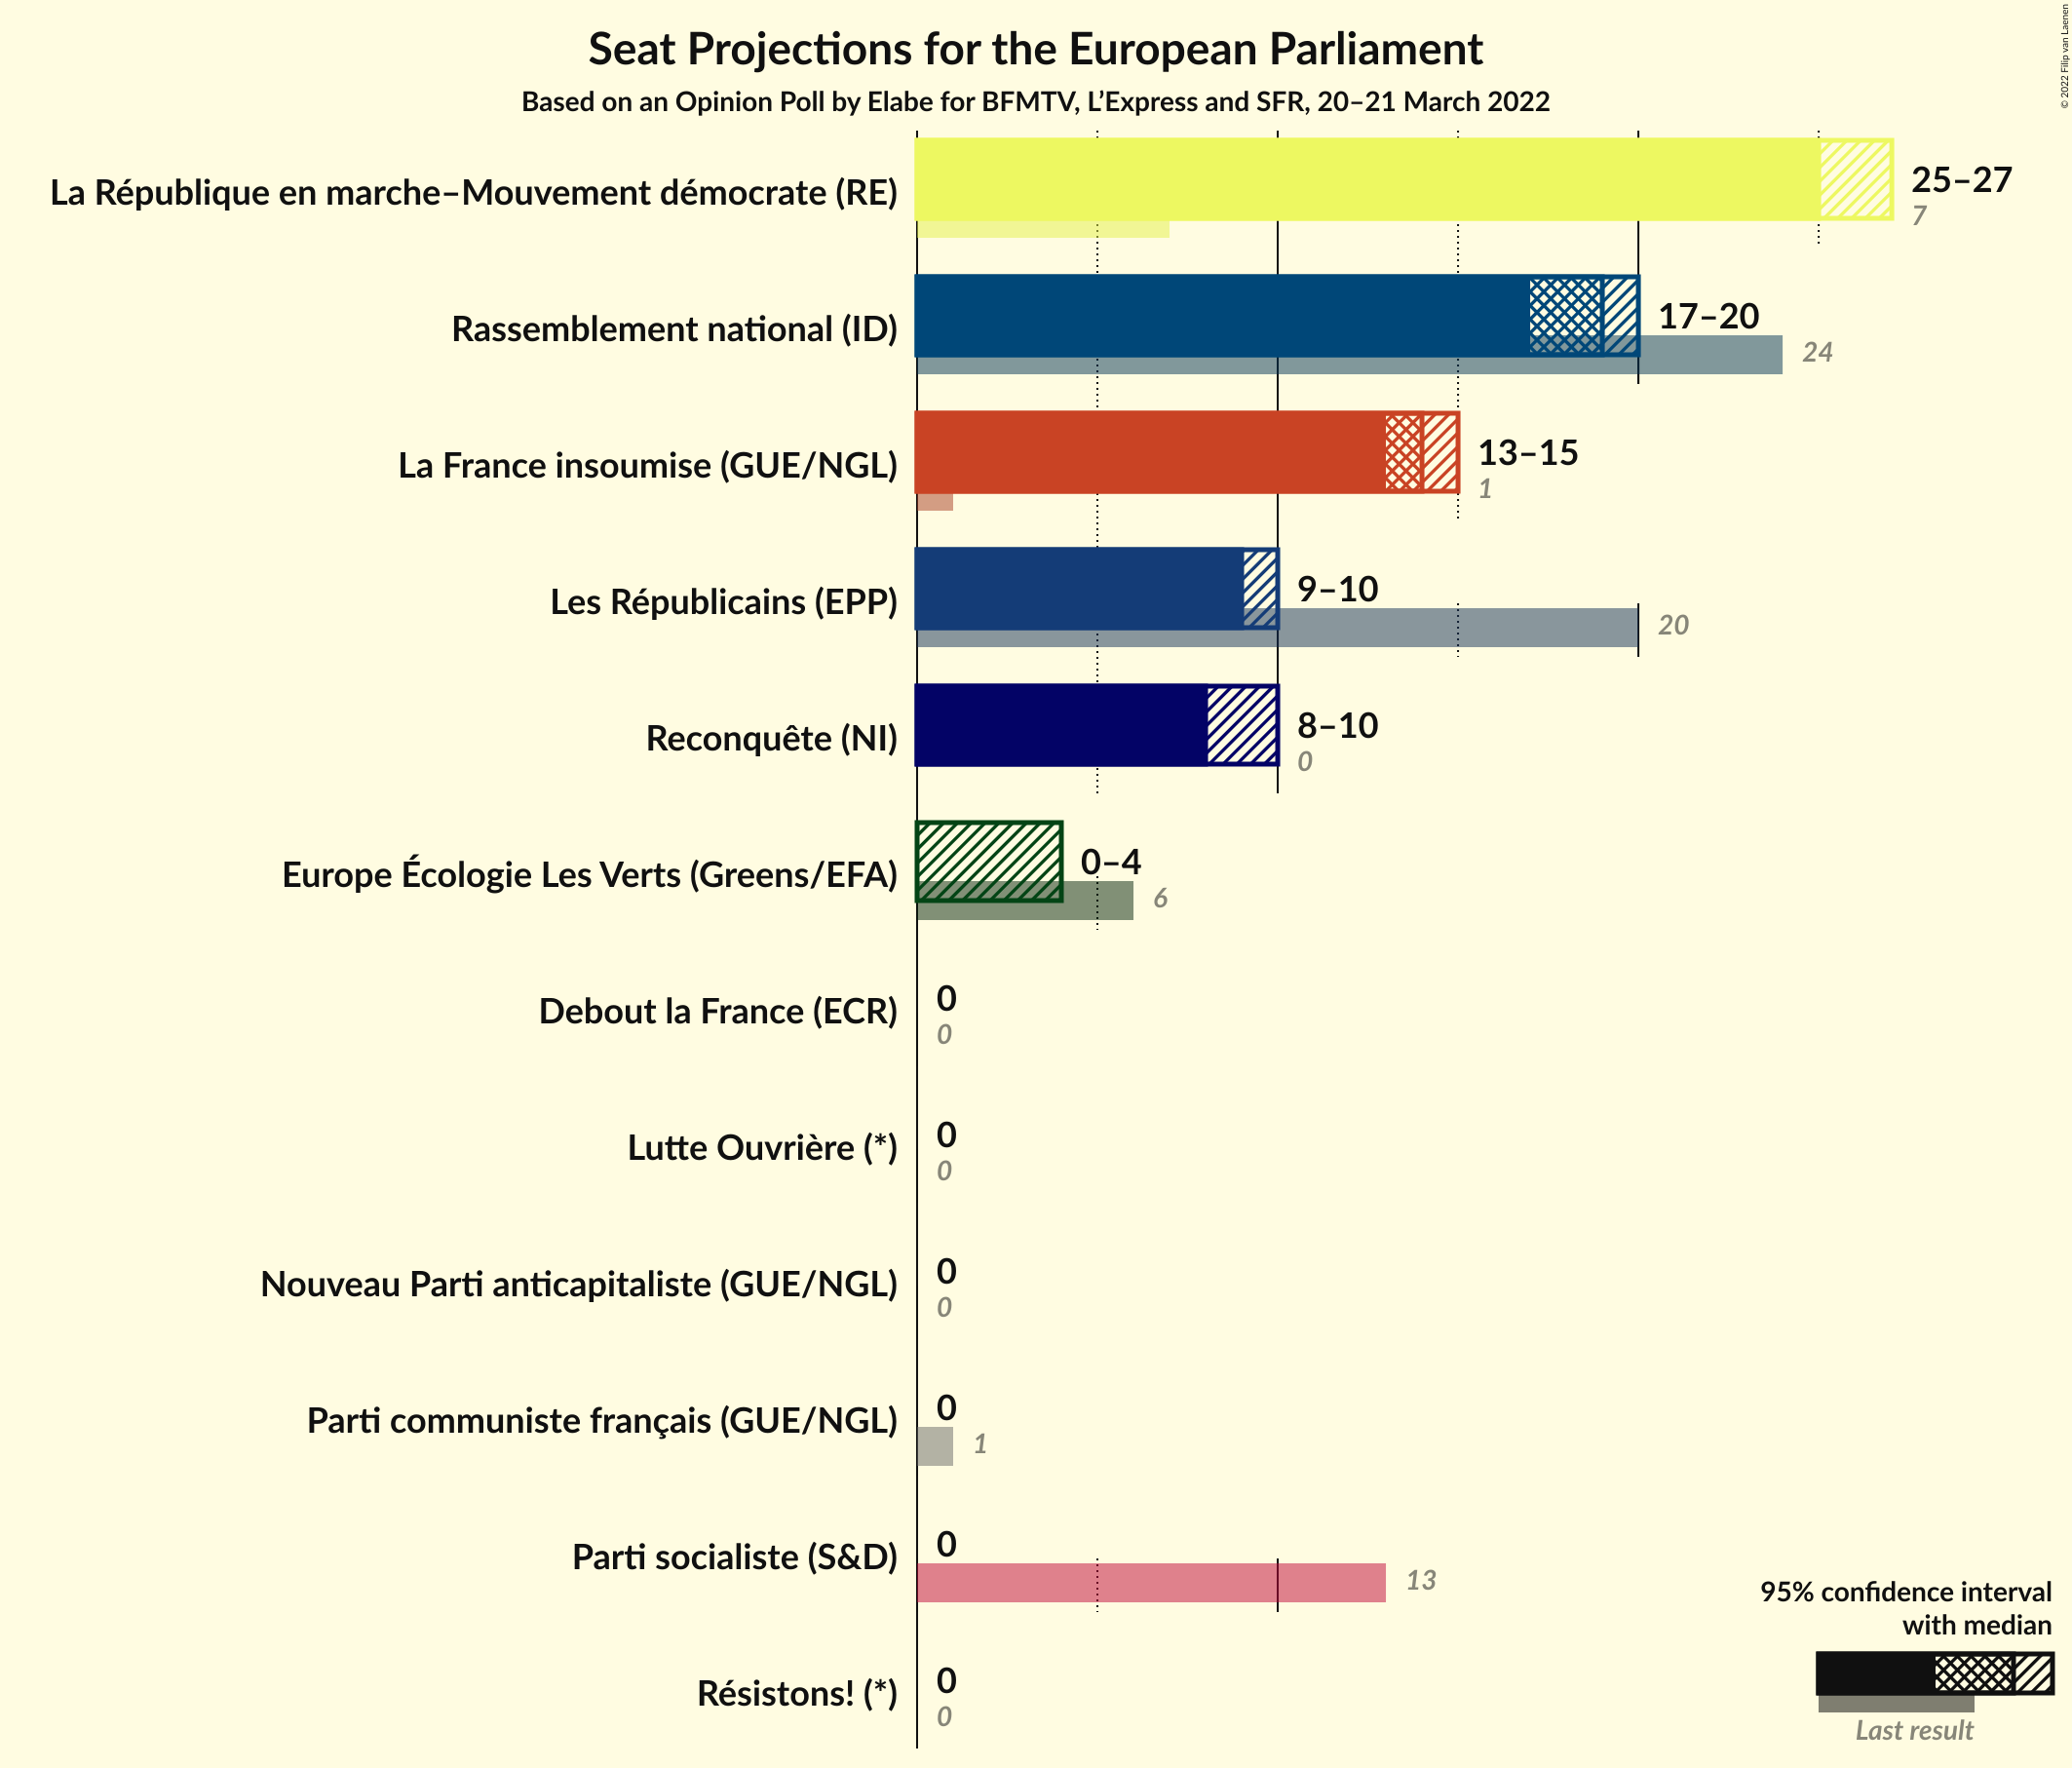 Seat Projections for the European Parliament
Based on an Opinion Poll by Elabe for BFMTV, L’Express and SFR, 20–21 March 2022
© 2022 Filip van Laenen
La République en marche–Mouvement démocrate (RE)
25–27
7
Rassemblement national (ID)
17–20
24
La France insoumise (GUE/NGL)
13–15
1
Les Républicains (EPP)
9–10
20
Reconquête (NI)
8–10
0
Europe Écologie Les Verts (Greens/EFA)
0–4
6
Debout la France (ECR)
0
0
Lutte Ouvrière (*)
0
0
Nouveau Parti anticapitaliste (GUE/NGL)
0
0
Parti communiste français (GUE/NGL)
0
1
Parti socialiste (S&D)
0
13
Résistons! (*)
0
0
95% confidence interval
with median
Last result